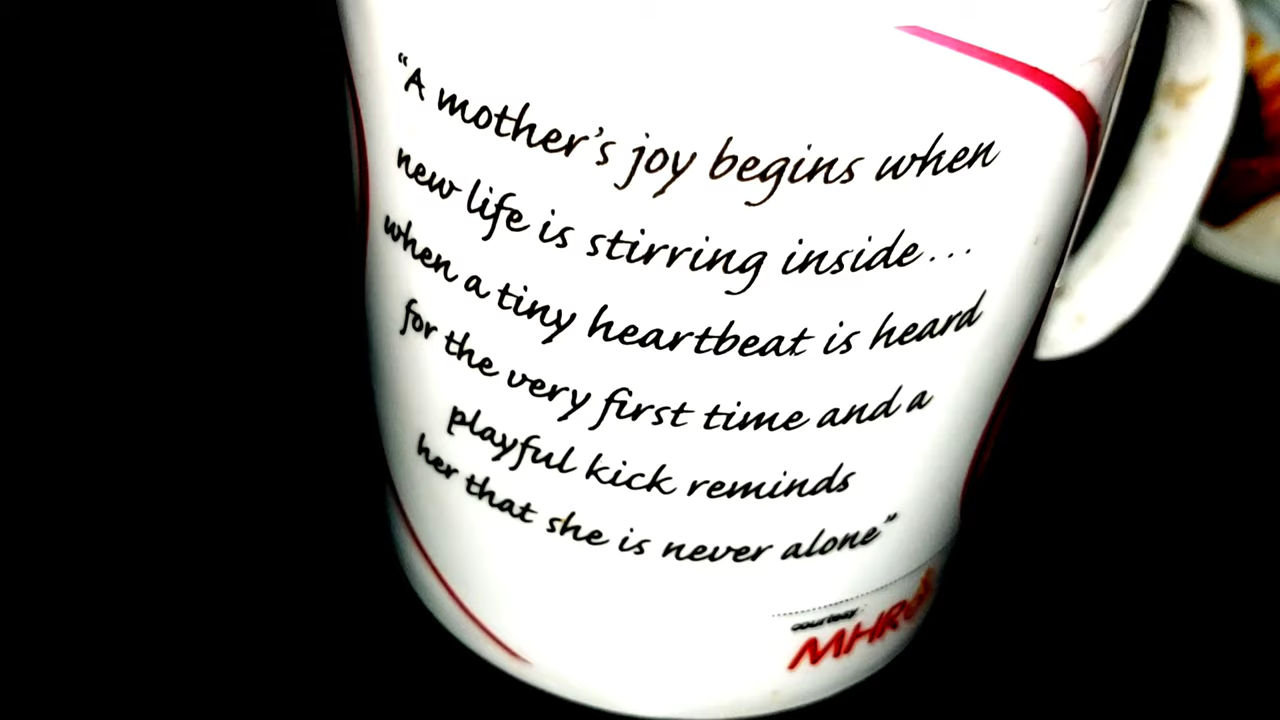 “A mother's joy begins when
new life is stirring inside...
when a tiny heartbeat is heard
for the very first time and a
playful kick reminds
her that she is never alone”
courtesy